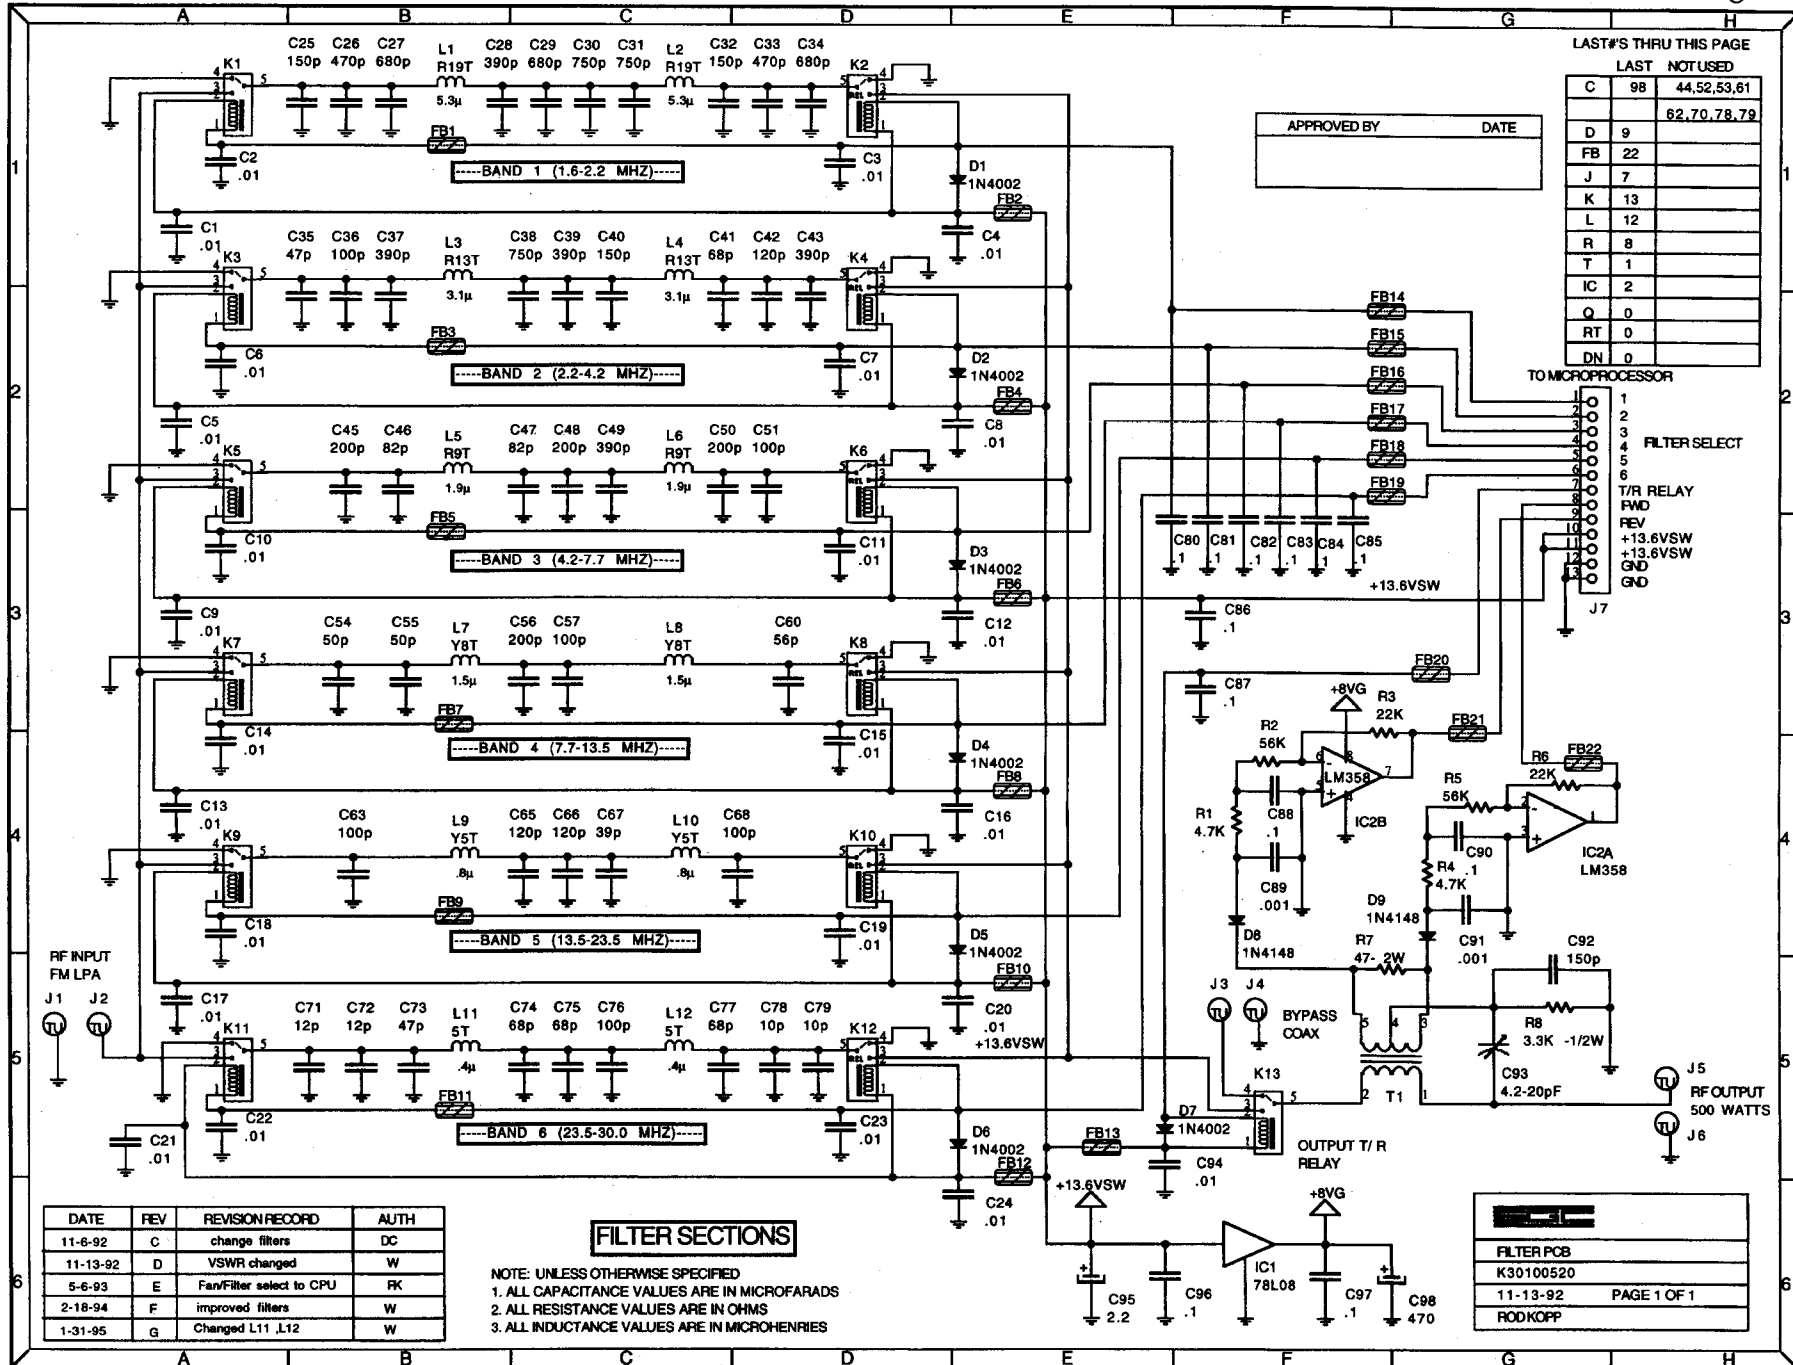 A B C D E F G H
LAST#'S THRU THIS PAGE
LAST NOT USED
C 98 44,52,53,61
62,70,78,79
D 9
FB 22
J 7
K 13
L 12
R 8
T 1
IC 2
Q 0
RT 0
DN 0
APPROVED BY DATE
K1 C25 C26 C27 L1 C28 C29 C30 C31 L2 C32 C33 C34 K2
150p 470p 680p R19T 390p 680p 750p 750p R19T 150p 470p 680p
5.3µ 5.3µ
FB1
C2 C3
.01 .01
-----BAND 1 (1.6-2.2 MHZ)-----
D1
1N4002
FB2
C1 C4
.01 .01
K3 C35 C36 C37 L3 C38 C39 C40 L4 C41 C42 C43 K4
47p 100p 390p R13T 750p 390p 150p R13T 68p 120p 390p
3.1µ 3.1µ
FB3
C6 C7
.01 .01
-----BAND 2 (2.2-4.2 MHZ)-----
D2
1N4002
FB4
C5 C8
.01 .01
K5 C45 C46 L5 C47 C48 C49 L6 C50 C51 K6
200p 82p R9T 82p 200p 390p R9T 200p 100p
1.9µ 1.9µ
FB5
C10 C11
.01 .01
-----BAND 3 (4.2-7.7 MHZ)-----
D3
1N4002
FB6
C9 C12
.01 .01
K7 C54 C55 L7 C56 C57 L8 C60 K8
50p 50p Y8T 200p 100p Y8T 56p
1.5µ 1.5µ
FB7
C14 C15
.01 .01
-----BAND 4 (7.7-13.5 MHZ)-----
D4
1N4002
FB8
C13 C16
.01 .01
K9 C63 L9 C65 C66 C67 L10 C68 K10
100p Y5T 120p 120p 39p Y5T 100p
.8µ .8µ
FB9
C18 C19
.01 .01
-----BAND 5 (13.5-23.5 MHZ)-----
D5
1N4002
FB10
C17 C20
.01 .01
+13.6VSW
RF INPUT
FM LPA
J1 J2
TU TU
K11 C71 C72 C73 L11 C74 C75 C76 L12 C77 C78 C79 K12
12p 12p 47p 5T 68p 68p 100p 5T 68p 10p 10p
.4µ .4µ
FB11
C22 C23
.01 .01
C21
.01
-----BAND 6 (23.5-30.0 MHZ)-----
D6
1N4002
FB12
C24
.01
FB14
FB15
FB16
FB17
FB18
FB19
TO MICROPROCESSOR
1
2
3
4
5
6
FILTER SELECT
T/R RELAY
FWD
REV
+13.6VSW
+13.6VSW
GND
GND
J7
C80 C81 C82 C83 C84 C85
.1 .1 .1 .1 .1 .1
+13.6VSW
C86
.1
C87
.1
FB20
+8VG
R3
22K
R2
56K
FB21
LM358
IC2B
R1
4.7K
C88
.1
C89
.001
D8
1N4148
FB22
R6
22K
R5
56K
IC2A
LM358
C90
.1
R4
4.7K
D9
1N4148
C91
.001
R7
47- 2W
C92
150p
R8
3.3K -1/2W
C93
4.2-20pF
J3 J4
TU TU
BYPASS
COAX
T1
K13
D7
1N4002
FB13
C94
.01
OUTPUT T/ R
RELAY
J5
TU
RF OUTPUT
500 WATTS
TU
J6
+13.6VSW
+8VG
IC1
78L08
C95
2.2
C96
.1
C97
.1
C98
470
DATE REV REVISION RECORD AUTH
11-6-92 C change filters DC
11-13-92 D VSWR changed W
5-6-93 E Fan/Filter select to CPU RK
2-18-94 F improved filters W
1-31-95 G Changed L11 ,L12 W
FILTER SECTIONS
NOTE: UNLESS OTHERWISE SPECIFIED
1. ALL CAPACITANCE VALUES ARE IN MICROFARADS
2. ALL RESISTANCE VALUES ARE IN OHMS
3. ALL INDUCTANCE VALUES ARE IN MICROHENRIES
SGC
FILTER PCB
K30100520
11-13-92 PAGE 1 OF 1
ROD KOPP
A B C D E F G H